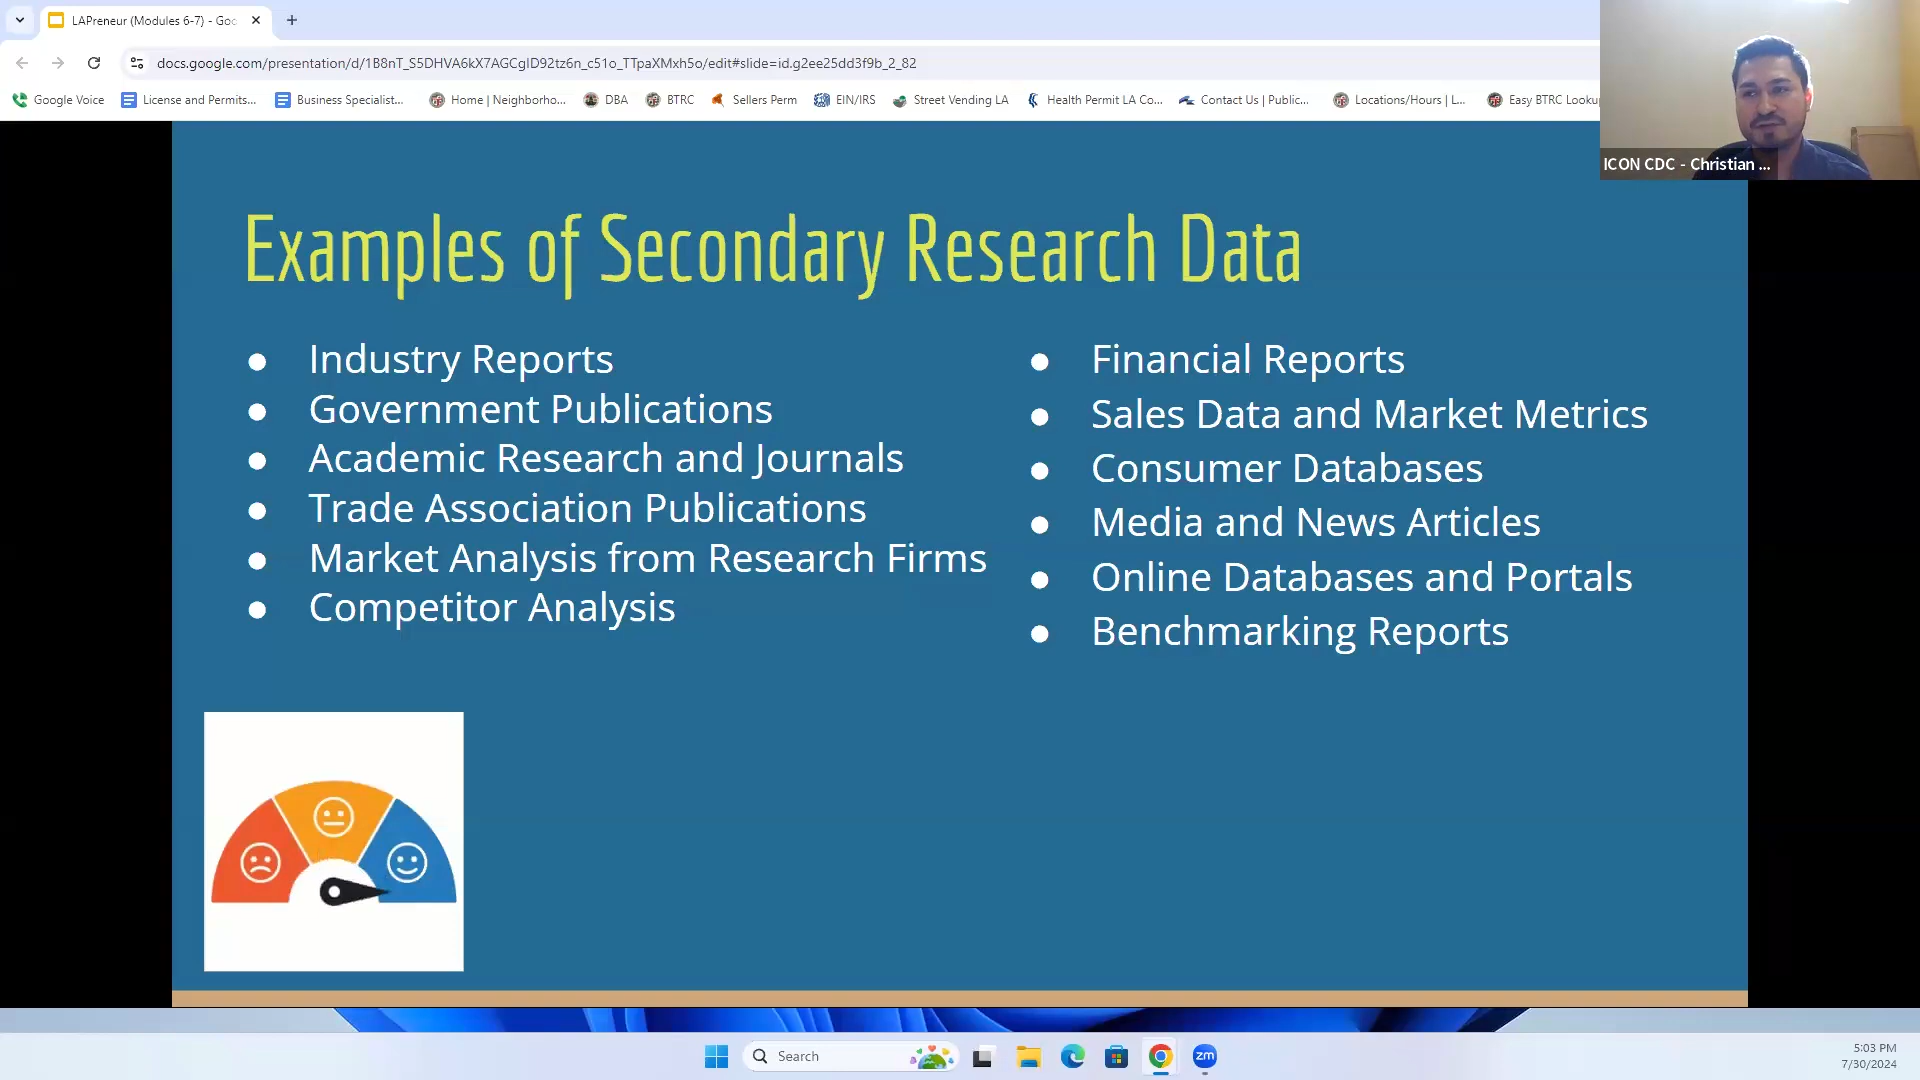 LAPreneur (Modules 6-7) - Goo
docs.google.com/presentation/d/1B8nT_S5DHVA6kX7AGCglD92tz6n_c51o_TTpaXMxh5o/edit#slide=id.g2ee25dd3f9b_2_82
Google Voice
License and Permits...
Business Specialist...
Home | Neighborho...
DBA
BTRC
Sellers Perm
EIN/IRS
Street Vending LA
Health Permit LA Co...
Contact Us | Public...
Locations/Hours | L...
Easy BTRC Looku
ICON CDC - Christian ...
Examples of Secondary Research Data
Industry Reports
Government Publications
Academic Research and Journals
Trade Association Publications
Market Analysis from Research Firms
Competitor Analysis
Financial Reports
Sales Data and Market Metrics
Consumer Databases
Media and News Articles
Online Databases and Portals
Benchmarking Reports
Search
zm
5:03 PM
7/30/2024